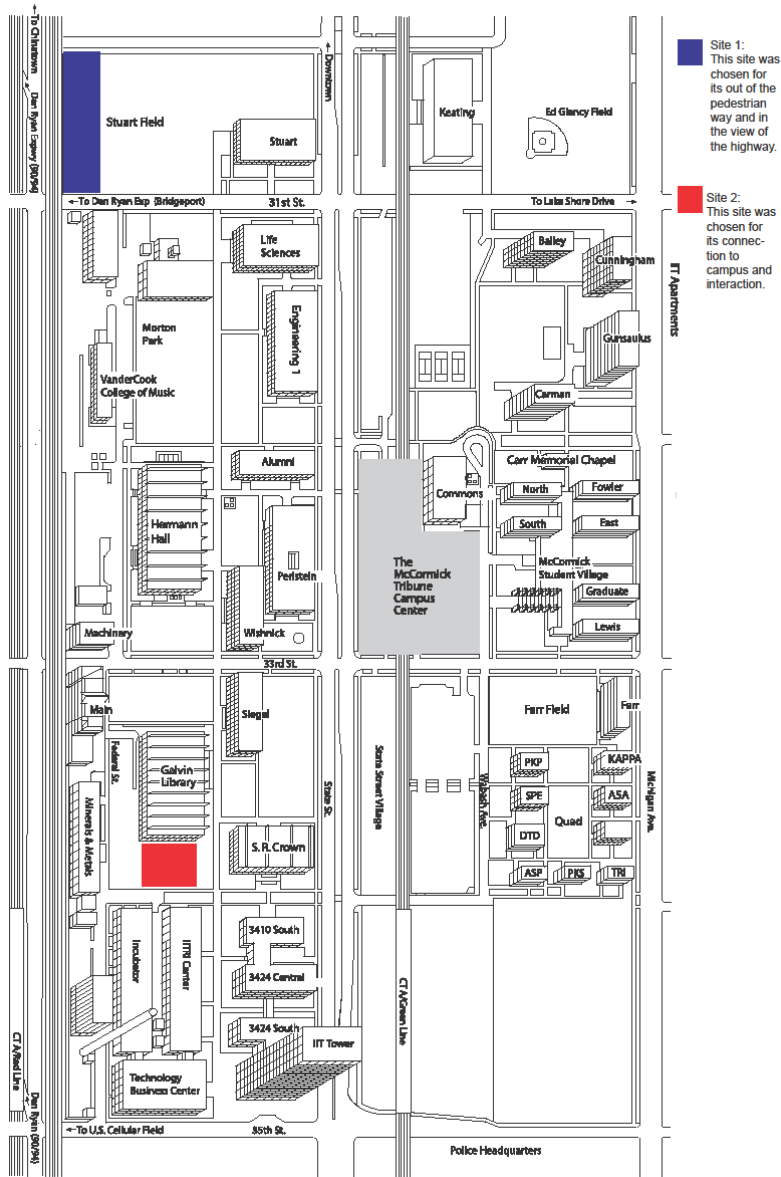 To Chinatown
Dan Ryan Expwy (90/94)
Downtown
Stuart Field
Stuart
Keating
Ed Glancy Field
To Dan Ryan Exp (Bridgeport)
31st St.
To Lake Shore Drive
Site 1:
This site was
chosen for
its out of the
pedestrian
way and in
the view of
the highway.
Site 2:
This site was
chosen for
its connec-
tion to
campus and
interaction.
Life
Sciences
Bailey
Cunningham
IIT Apartments
Morton
Park
Engineering 1
Gunsaulus
VanderCook
College of Music
Carman
Alumni
Carr Memorial Chapel
Commons
North
Fowler
Hermann
Hall
South
East
Perlstein
The
McCormick
Tribune
Campus
Center
McCormick
Student Village
Graduate
Machinery
Wishnick
Lewis
33rd St.
Main
Siegel
Farr Field
Farr
Federal St.
Galvin
Library
State St.
State Street Village
Wabash Ave.
Michigan Ave.
PKP
KAPPA
SPE
ASA
Minerals & Metals
Quad
DTD
S. R. Crown
ASP
PKS
TRI
3410 South
Incubator
IITRI Center
3424 Central
CTA/Green Line
3424 South
IIT Tower
CTA/Red Line
Technology
Business Center
Dan Ryan (90/94)
To U.S. Cellular Field
35th St.
Police Headquarters